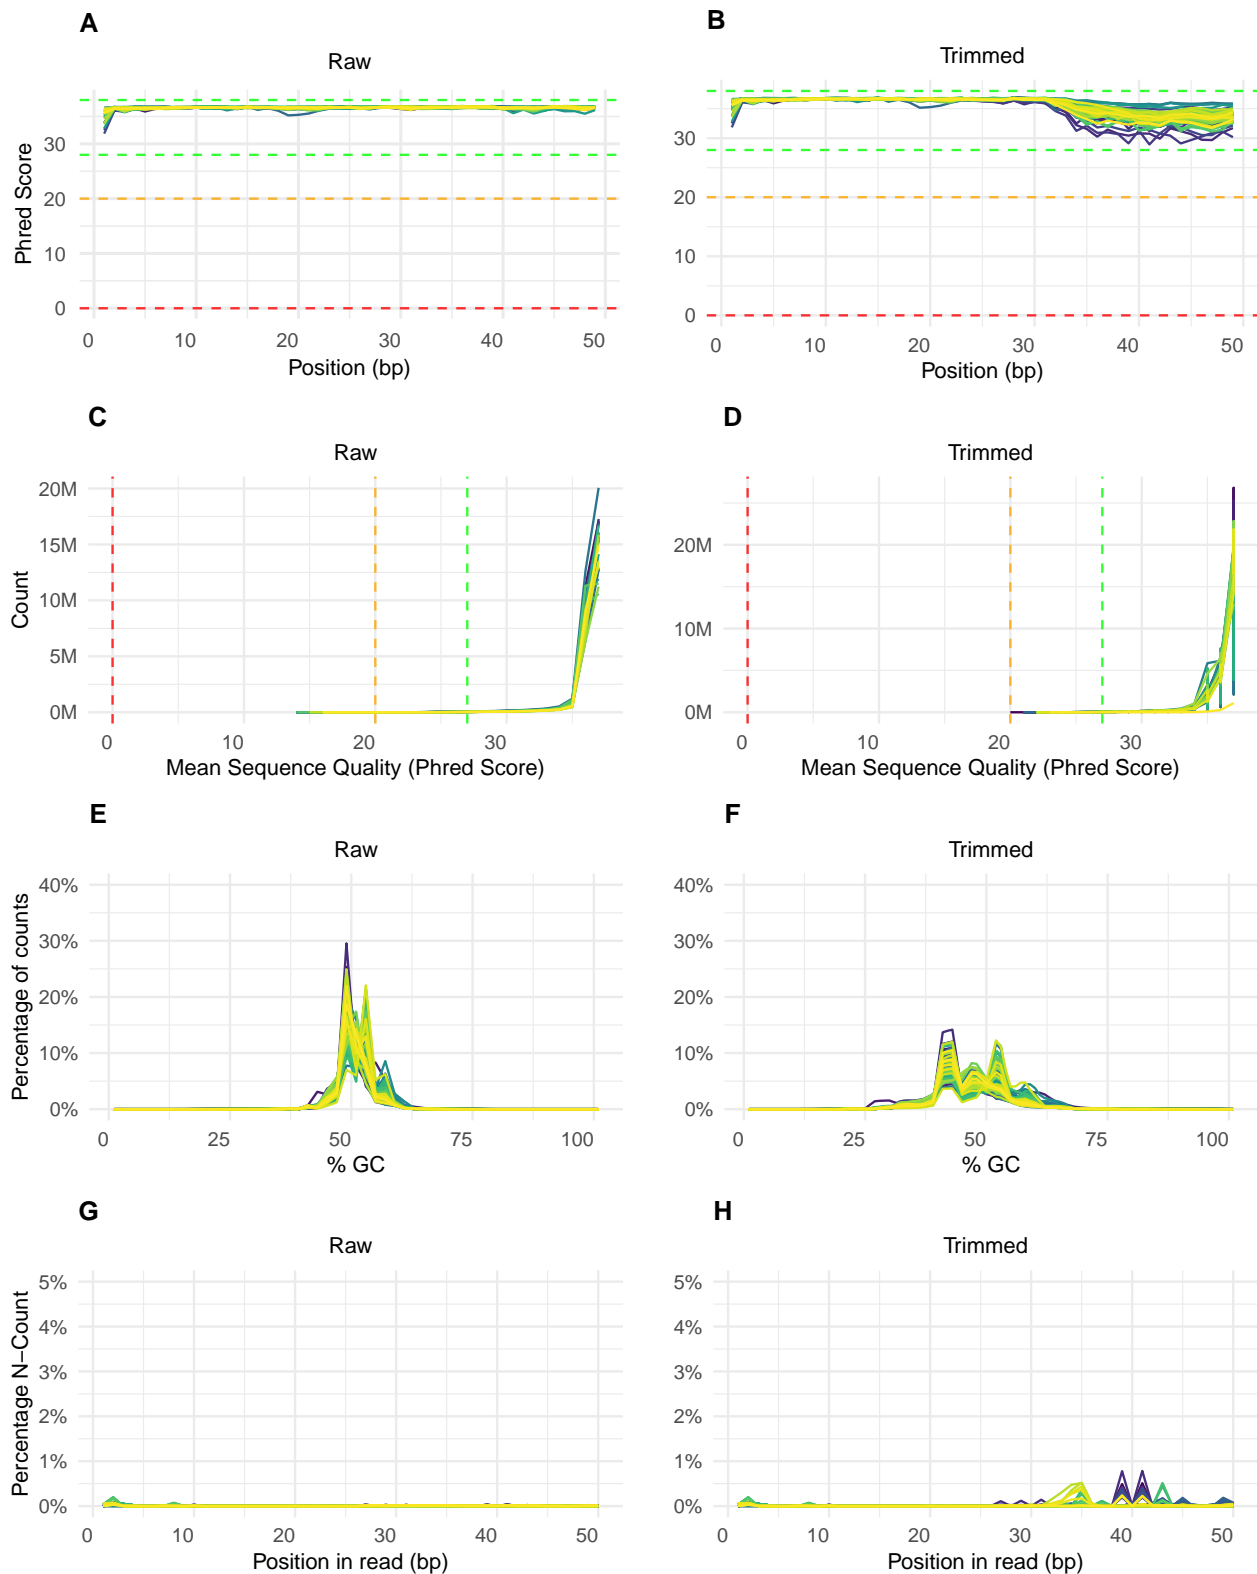 A
Raw
Phred Score
30
20
10
0
0 10 20 30 40 50
Position (bp)
B
Trimmed
30
20
10
0
0 10 20 30 40 50
Position (bp)
C
Raw
Count
20M
15M
10M
5M
0M
0 10 20 30
Mean Sequence Quality (Phred Score)
D
Trimmed
20M
10M
0M
0 10 20 30
Mean Sequence Quality (Phred Score)
E
Raw
Percentage of counts
40%
30%
20%
10%
0%
0 25 50 75 100
% GC
F
Trimmed
40%
30%
20%
10%
0%
0 25 50 75 100
% GC
G
Raw
Percentage N−Count
5%
4%
3%
2%
1%
0%
0 10 20 30 40 50
Position in read (bp)
H
Trimmed
5%
4%
3%
2%
1%
0%
0 10 20 30 40 50
Position in read (bp)